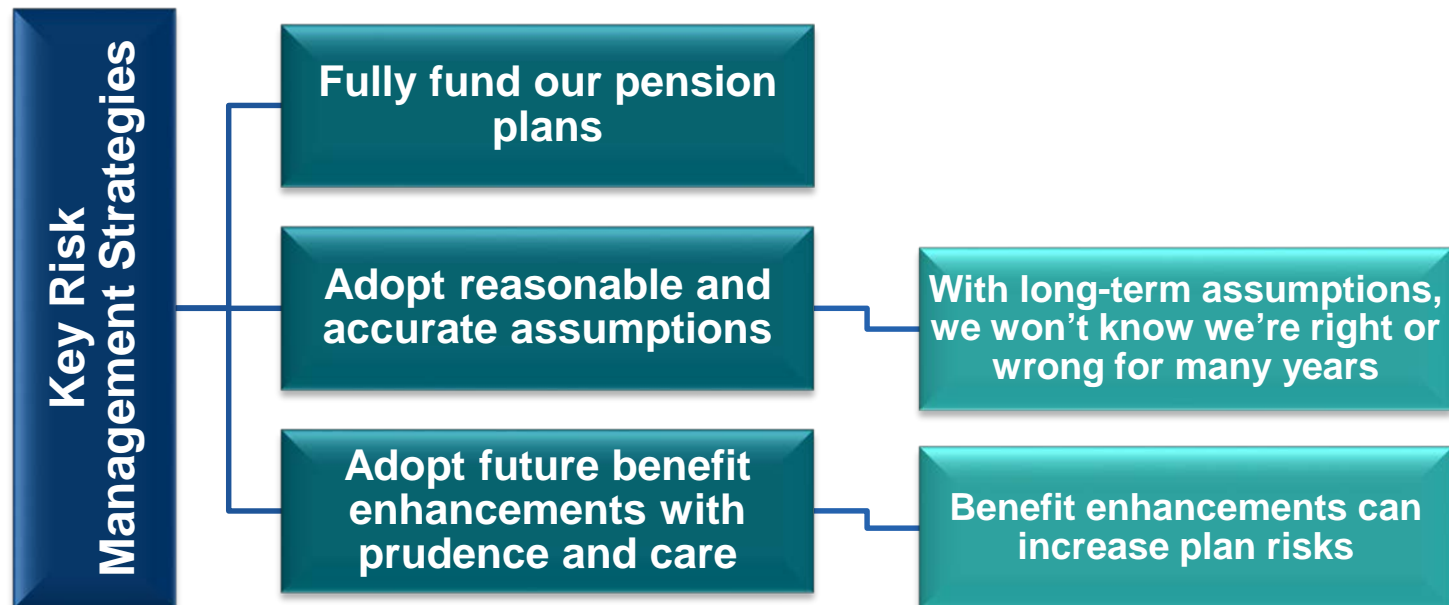 Key Risk
Management Strategies
Fully fund our pension
plans
Adopt reasonable and
accurate assumptions
With long-term assumptions,
we won’t know we’re right or
wrong for many years
Adopt future benefit
enhancements with
prudence and care
Benefit enhancements can
increase plan risks